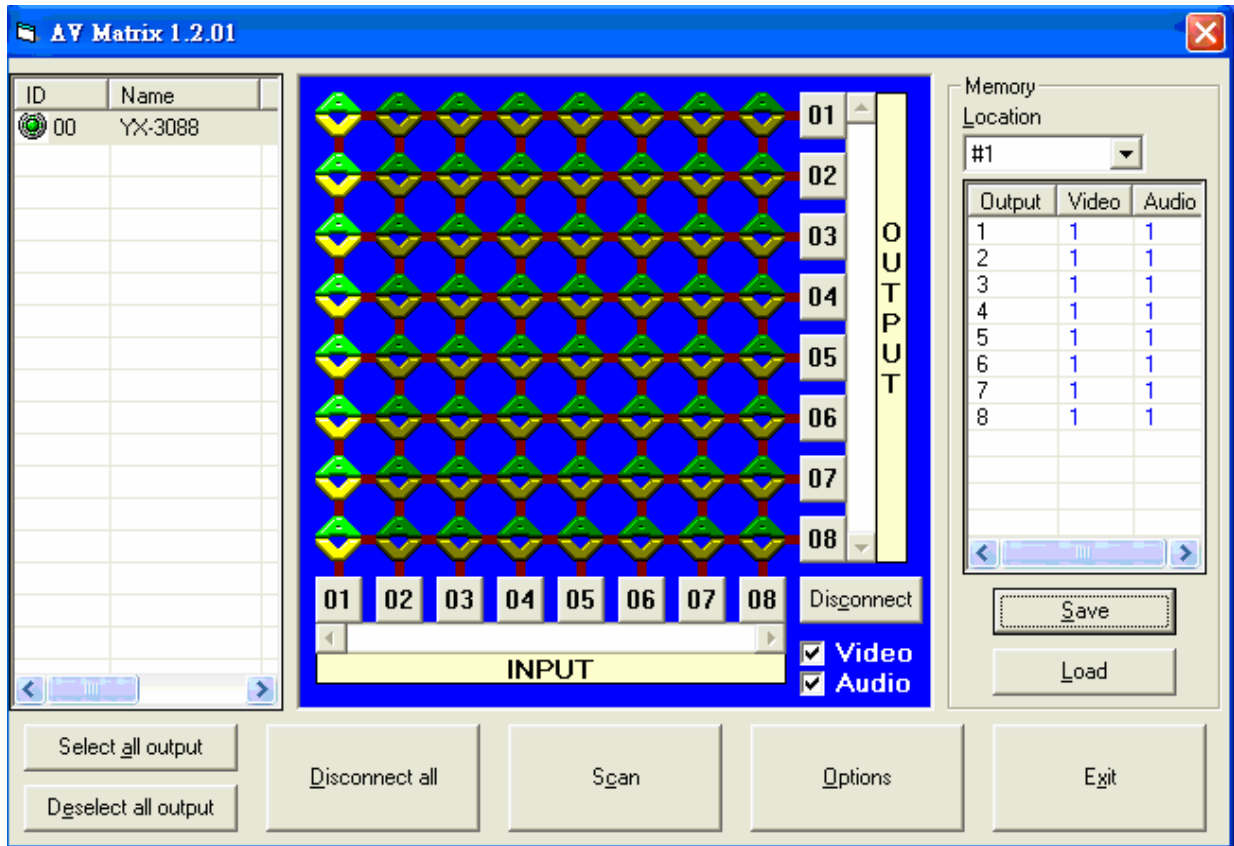 AV Matrix 1.2.01
ID Name
00 YX-3088
01
02
03
04
05
06
07
08
OUTPUT
01 02 03 04 05 06 07 08
INPUT
Disconnect
Video
Audio
Memory
Location
#1
Output Video Audio
1 1 1
2 1 1
3 1 1
4 1 1
5 1 1
6 1 1
7 1 1
8 1 1
Save
Load
Select all output
Deselect all output
Disconnect all
Scan
Options
Exit